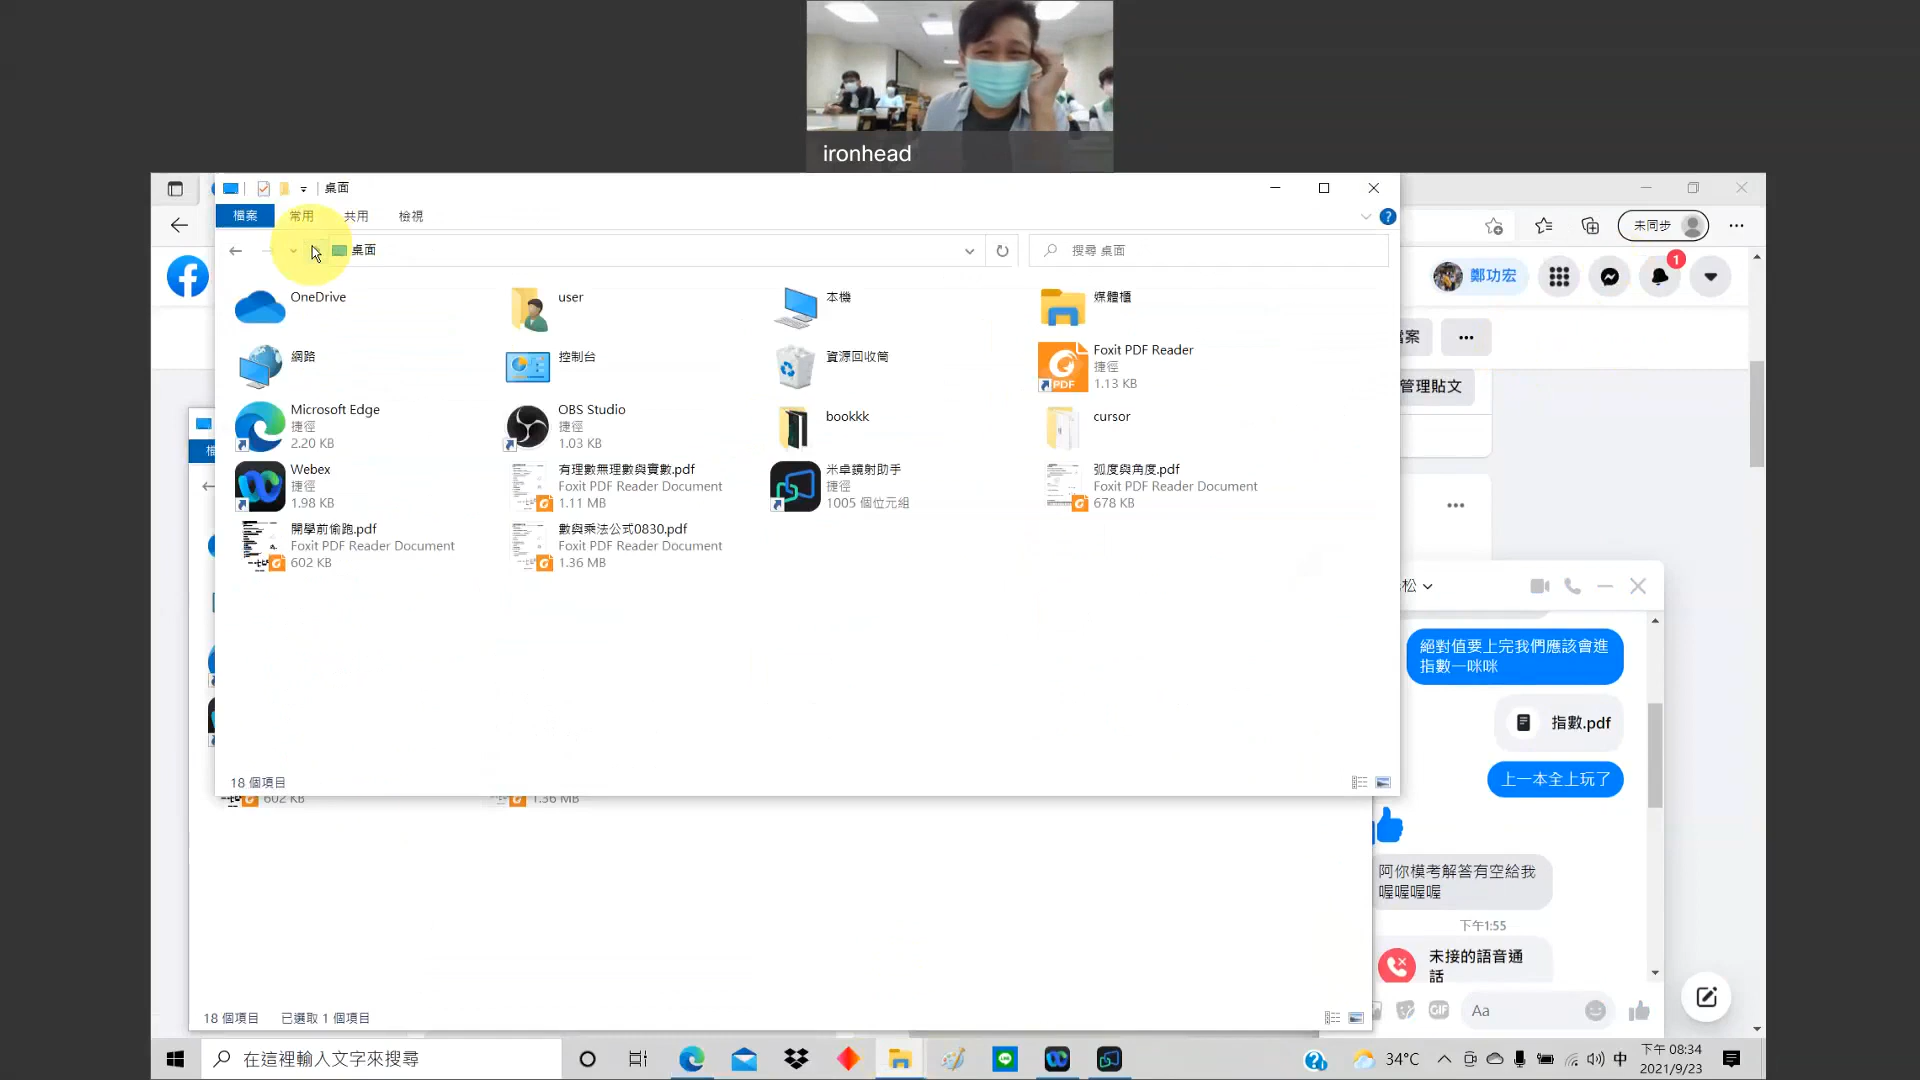 ironhead
桌面
檔案
常用
共用
檢視
桌面
搜尋 桌面
OneDrive
user
本機
媒體櫃
網路
控制台
資源回收筒
Foxit PDF Reader
捷徑
1.13 KB
Microsoft Edge
捷徑
2.20 KB
OBS Studio
捷徑
1.03 KB
bookkk
cursor
Webex
捷徑
1.98 KB
有理數無理數與實數.pdf
Foxit PDF Reader Document
1.11 MB
米卓鏡射助手
捷徑
1005 個位元組
弧度與角度.pdf
Foxit PDF Reader Document
678 KB
開學前偷跑.pdf
Foxit PDF Reader Document
602 KB
數與乘法公式0830.pdf
Foxit PDF Reader Document
1.36 MB
18 個項目
602 KB
1.36 MB
18 個項目
已選取 1 個項目
未同步
鄭功宏
1
案
管理貼文
松
絕對值要上完我們應該會進
指數一咪咪
指數.pdf
上一本全上玩了
阿你模考解答有空給我
喔喔喔喔
下午1:55
未接的語音通
話
GIF
Aa
在這裡輸入文字來搜尋
34°C
中
下午 08:34
2021/9/23